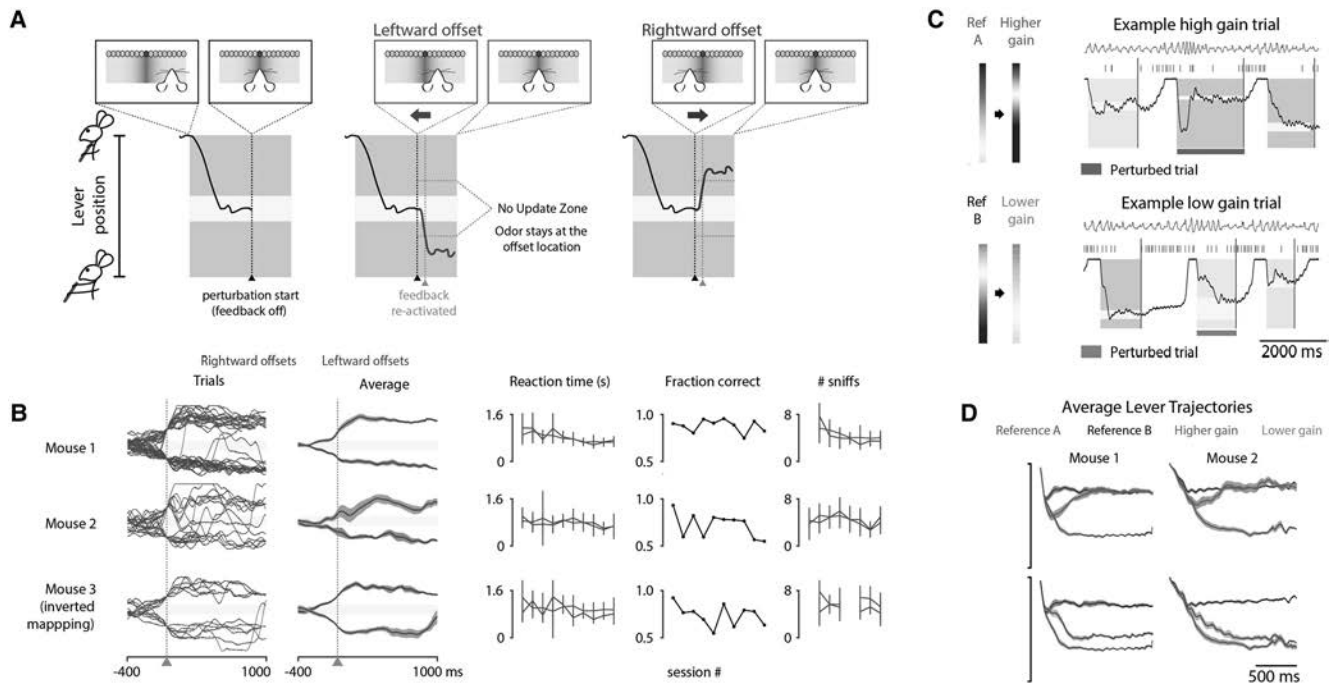 A
Leftward offset
Rightward offset
Lever
position
No Update Zone
Odor stays at the
offset location
perturbation start
(feedback off)
feedback
re-activated
B
Rightward offsets
Leftward offsets
Trials
Average
Reaction time (s)
Fraction correct
# sniffs
Mouse 1
1.6
0
1.0
0.5
8
0
Mouse 2
1.6
0
1.0
0.5
8
0
Mouse 3
(inverted
mappping)
1.6
0
1.0
0.5
8
0
-400
1000
-400
1000 ms
session #
C
Ref
A
Higher
gain
Example high gain trial
Perturbed trial
Ref
B
Lower
gain
Example low gain trial
Perturbed trial
2000 ms
D
Average Lever Trajectories
Reference A
Reference B
Higher gain
Lower gain
Mouse 1
Mouse 2
500 ms